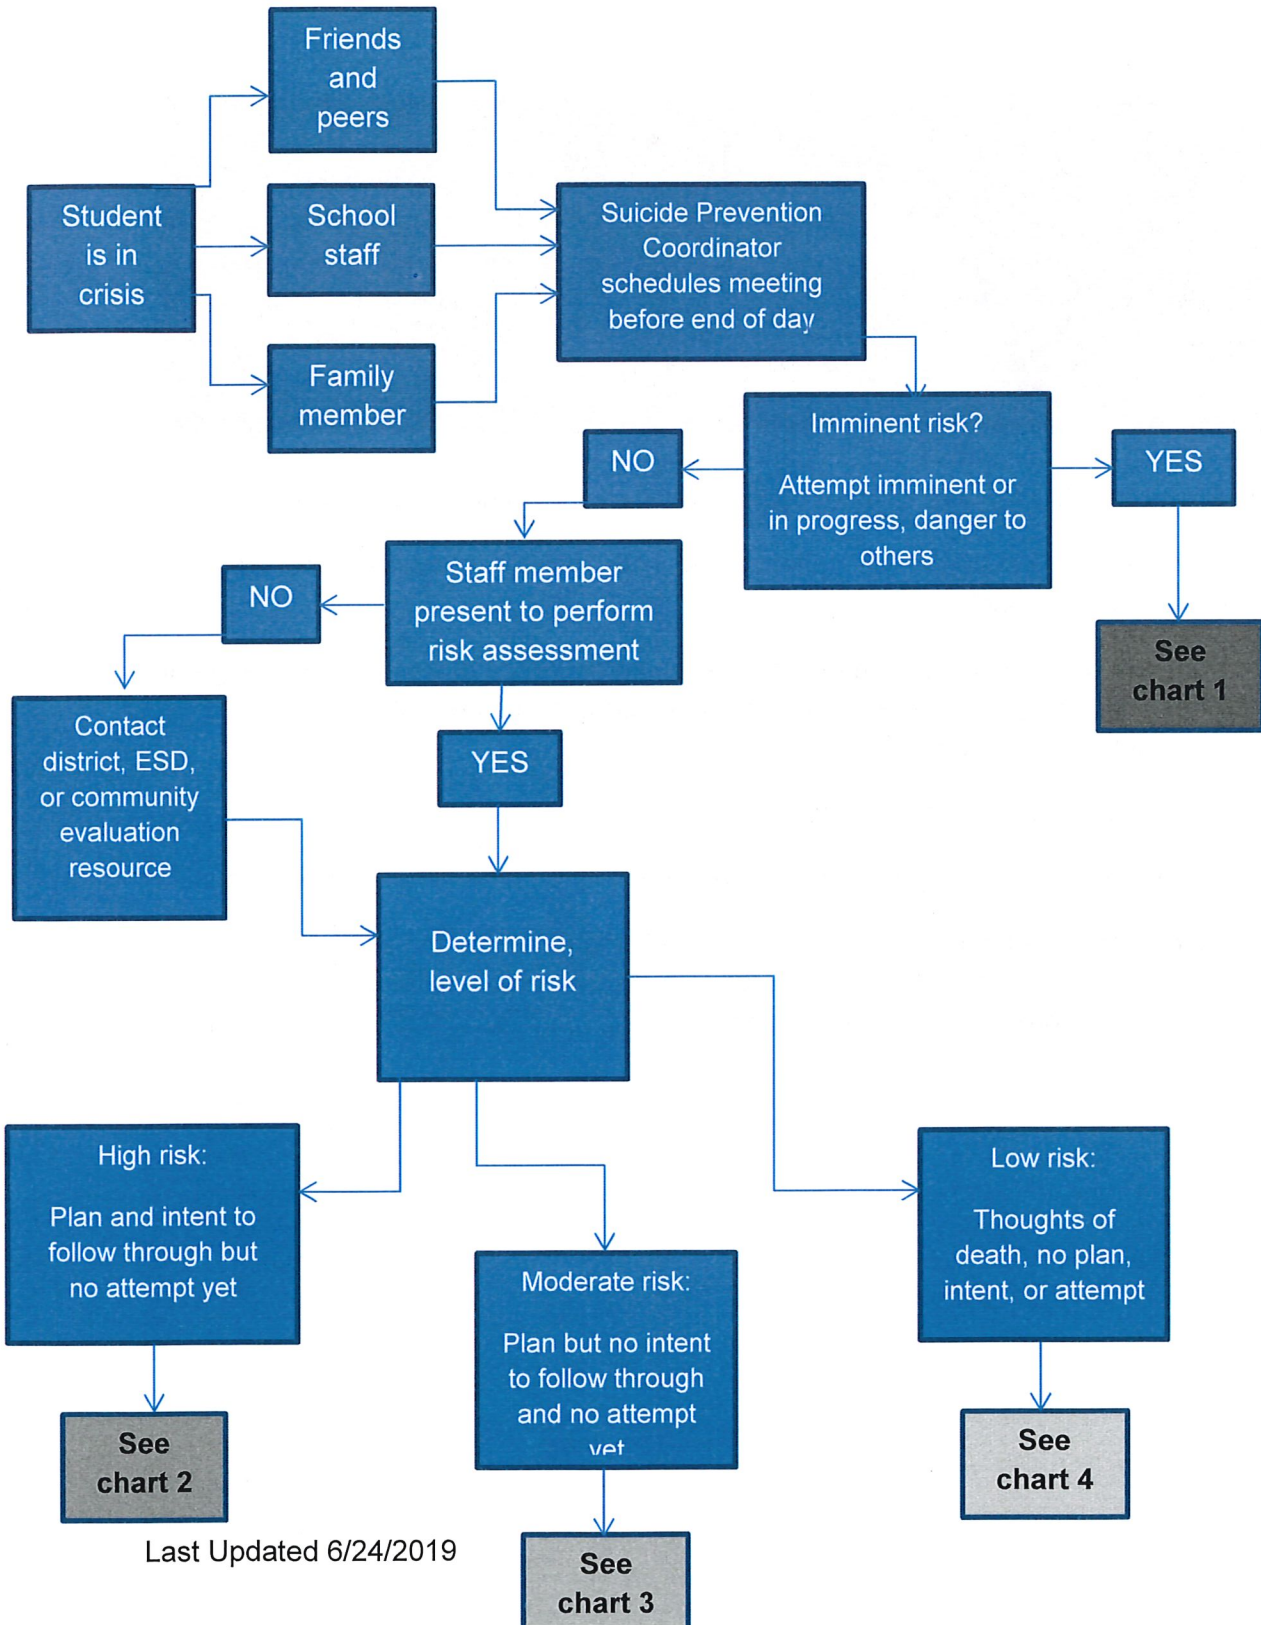 Friends
and
peers
Student
is in
crisis
School
staff
Family
member
Suicide Prevention
Coordinator
schedules meeting
before end of day
Imminent risk?
Attempt imminent or
in progress, danger to
others
YES
See
chart 1
NO
Staff member
present to perform
risk assessment
NO
Contact
district, ESD,
or community
evaluation
resource
YES
Determine,
level of risk
High risk:
Plan and intent to
follow through but
no attempt yet
See
chart 2
Moderate risk:
Plan but no intent
to follow through
and no attempt
yet
See
chart 3
Low risk:
Thoughts of
death, no plan,
intent, or attempt
See
chart 4
Last Updated 6/24/2019